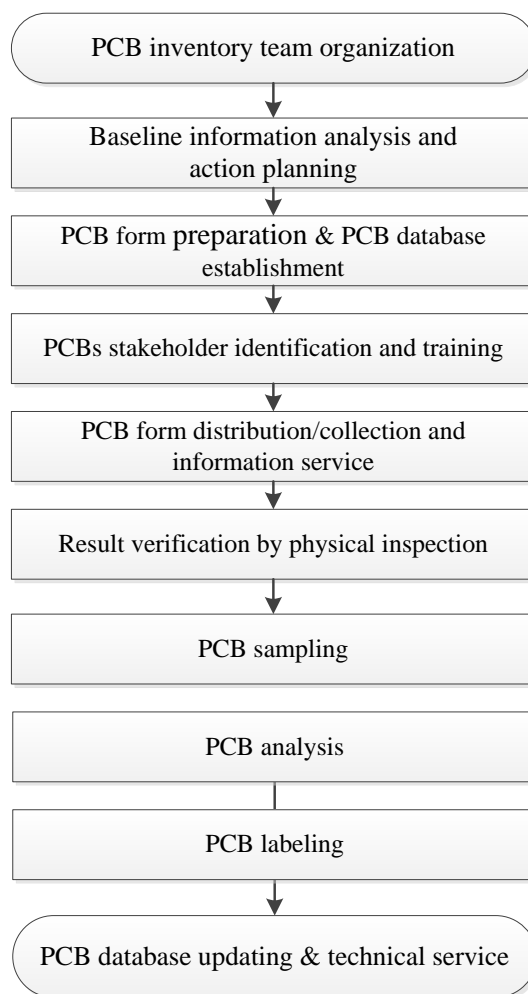 PCB inventory team organization
Baseline information analysis and
action planning
PCB form preparation & PCB database
establishment
PCBs stakeholder identification and training
PCB form distribution/collection and
information service
Result verification by physical inspection
PCB sampling
PCB analysis
PCB labeling
PCB database updating & technical service